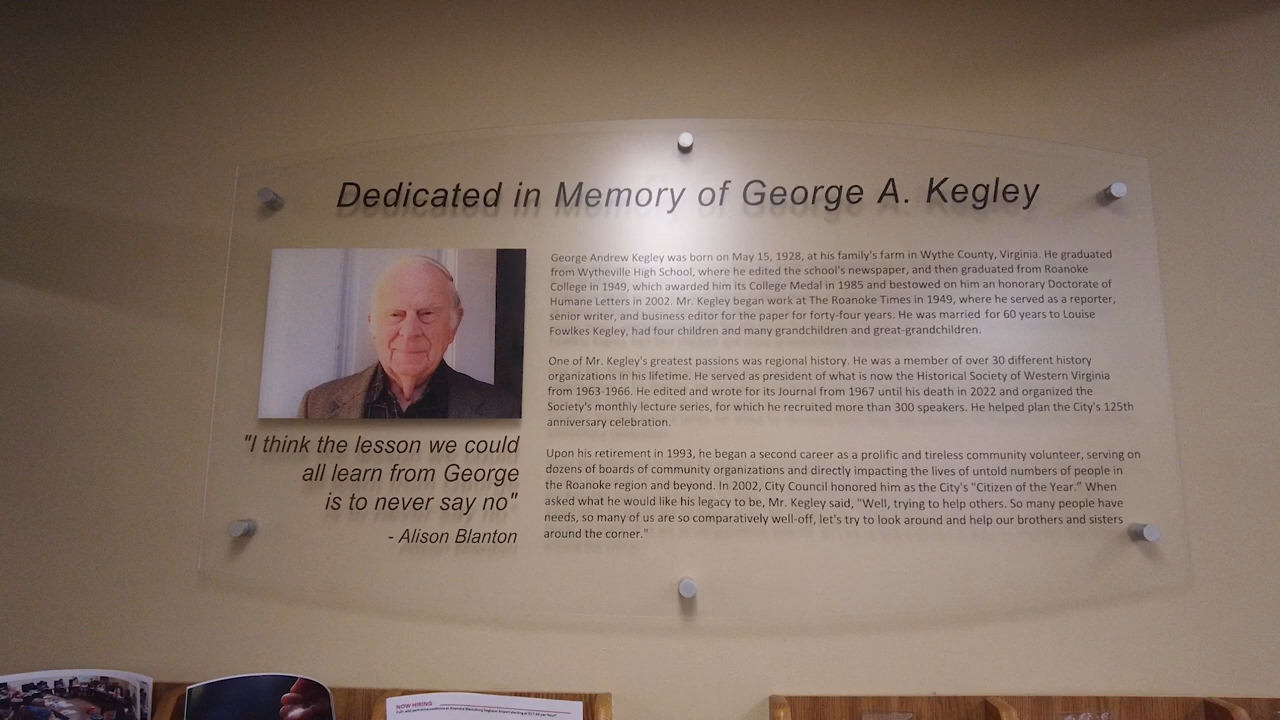 Dedicated in Memory of George A. Kegley
George Andrew Kegley was born on May 15, 1928, at his family's farm in Wythe County, Virginia. He graduated
from Wytheville High School, where he edited the school's newspaper, and then graduated from Roanoke
College in 1949, which awarded him its College Medal in 1985 and bestowed on him an honorary Doctorate of
Humane Letters in 2002. Mr. Kegley began work at The Roanoke Times in 1949, where he served as a reporter,
senior writer, and business editor for the paper for forty-four years. He was married for 60 years to Louise
Fowlkes Kegley, had four children and many grandchildren and great-grandchildren.
One of Mr. Kegley's greatest passions was regional history. He was a member of over 30 different history
organizations in his lifetime. He served as president of what is now the Historical Society of Western Virginia
from 1963-1966. He edited and wrote for its Journal from 1967 until his death in 2022 and organized the
Society's monthly lecture series, for which he recruited more than 300 speakers. He helped plan the City's 125th
anniversary celebration.
Upon his retirement in 1993, he began a second career as a prolific and tireless community volunteer, serving on
dozens of boards of community organizations and directly impacting the lives of untold numbers of people in
the Roanoke region and beyond. In 2002, City Council honored him as the City's "Citizen of the Year." When
asked what he would like his legacy to be, Mr. Kegley said, "Well, trying to help others. So many people have
needs, so many of us are so comparatively well-off, let's try to look around and help our brothers and sisters
around the corner."
"I think the lesson we could
all learn from George
is to never say no"
- Alison Blanton
NOW HIRING